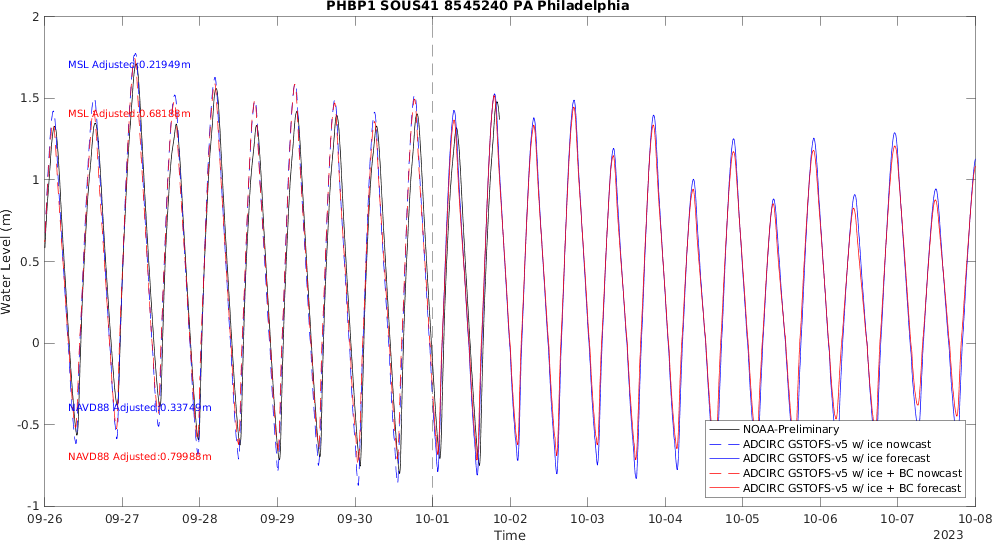 PHBP1 SOUS41 8545240 PA Philadelphia
2
1.5
1
0.5
0
-0.5
-1
Water Level (m)
MSL Adjusted:0.21949m
MSL Adjusted:0.68188m
NAVD88 Adjusted:0.33749m
NAVD88 Adjusted:0.79988m
NOAA-Preliminary
ADCIRC GSTOFS-v5 w/ ice nowcast
ADCIRC GSTOFS-v5 w/ ice forecast
ADCIRC GSTOFS-v5 w/ ice + BC nowcast
ADCIRC GSTOFS-v5 w/ ice + BC forecast
09-26 09-27 09-28 09-29 09-30 10-01 10-02 10-03 10-04 10-05 10-06 10-07 10-08
Time
2023